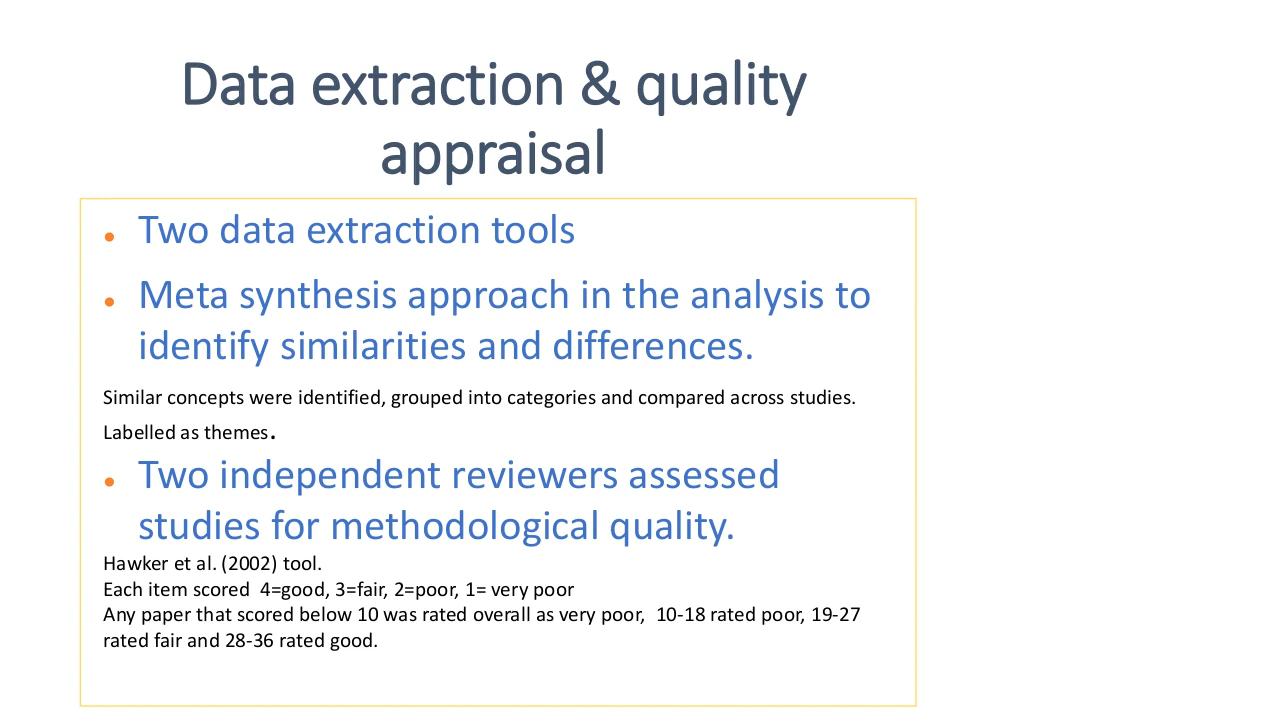 Data extraction & quality
appraisal
• Two data extraction tools
• Meta synthesis approach in the analysis to
identify similarities and differences.
Similar concepts were identified, grouped into categories and compared across studies.
Labelled as themes.
• Two independent reviewers assessed
studies for methodological quality.
Hawker et al. (2002) tool.
Each item scored  4=good, 3=fair, 2=poor, 1= very poor
Any paper that scored below 10 was rated overall as very poor,  10-18 rated poor, 19-27
rated fair and 28-36 rated good.